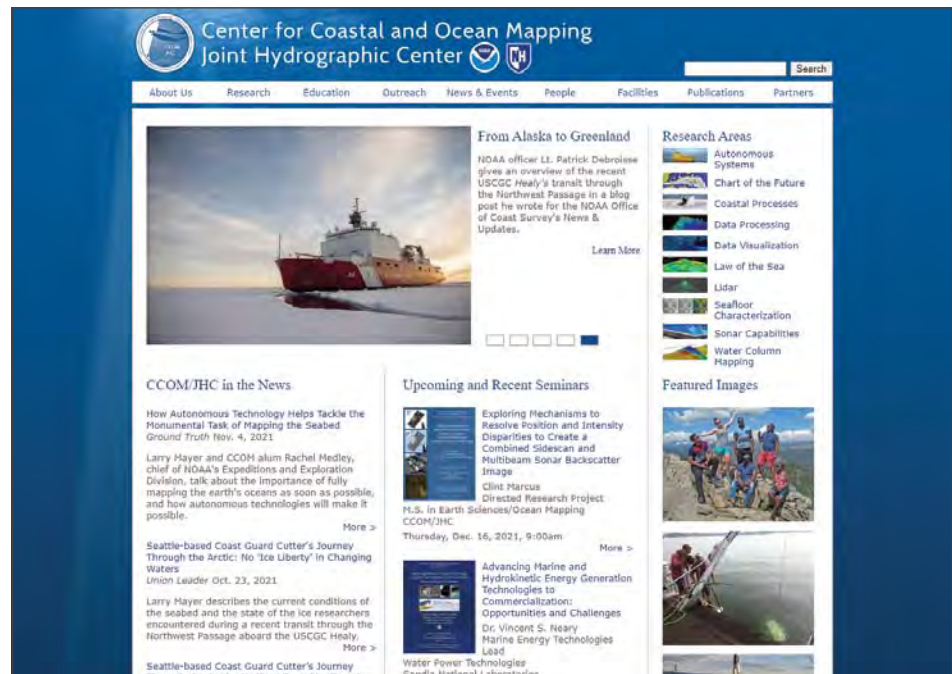 Center for Coastal and Ocean Mapping
Joint Hydrographic Center
Search
About Us Research Education Outreach News & Events People Facilities Publications Partners
From Alaska to Greenland
NOAA officer Lt. Patrick Debroisse
gives an overview of the recent
USCGC Healy's transit through
the Northwest Passage in a blog
post he wrote for the NOAA Office
of Coast Survey's News &
Updates.
Learn More
Research Areas
Autonomous
Systems
Chart of the Future
Coastal Processes
Data Processing
Data Visualization
Law of the Sea
Lidar
Seafloor
Characterization
Sonar Capabilities
Water Column
Mapping
CCOM/JHC in the News
How Autonomous Technology Helps Tackle the
Monumental Task of Mapping the Seabed
Ground Truth Nov. 4, 2021
Larry Mayer and CCOM alum Rachel Medley,
chief of NOAA's Expeditions and Exploration
Division, talk about the importance of fully
mapping the earth's oceans as soon as possible,
and how autonomous technologies will make it
possible.
More >
Seattle-based Coast Guard Cutter's Journey
Through the Arctic: No 'Ice Liberty' in Changing
Waters
Union Leader Oct. 23, 2021
Larry Mayer describes the current conditions of
the seabed and the state of the ice researchers
encountered during a recent transit through the
Northwest Passage aboard the USCGC Healy.
More >
Seattle-based Coast Guard Cutter's Journey
Upcoming and Recent Seminars
Exploring Mechanisms to
Resolve Position and Intensity
Disparities to Create a
Combined Sidescan and
Multibeam Sonar Backscatter
Image
Clint Marcus
Directed Research Project
M.S. in Earth Sciences/Ocean Mapping
CCOM/JHC
Thursday, Dec. 16, 2021, 9:00am
More >
Advancing Marine and
Hydrokinetic Energy Generation
Technologies to
Commercialization:
Opportunities and Challenges
Dr. Vincent S. Neary
Marine Energy Technologies
Lead
Water Power Technologies
Sandia National Laboratories
Featured Images